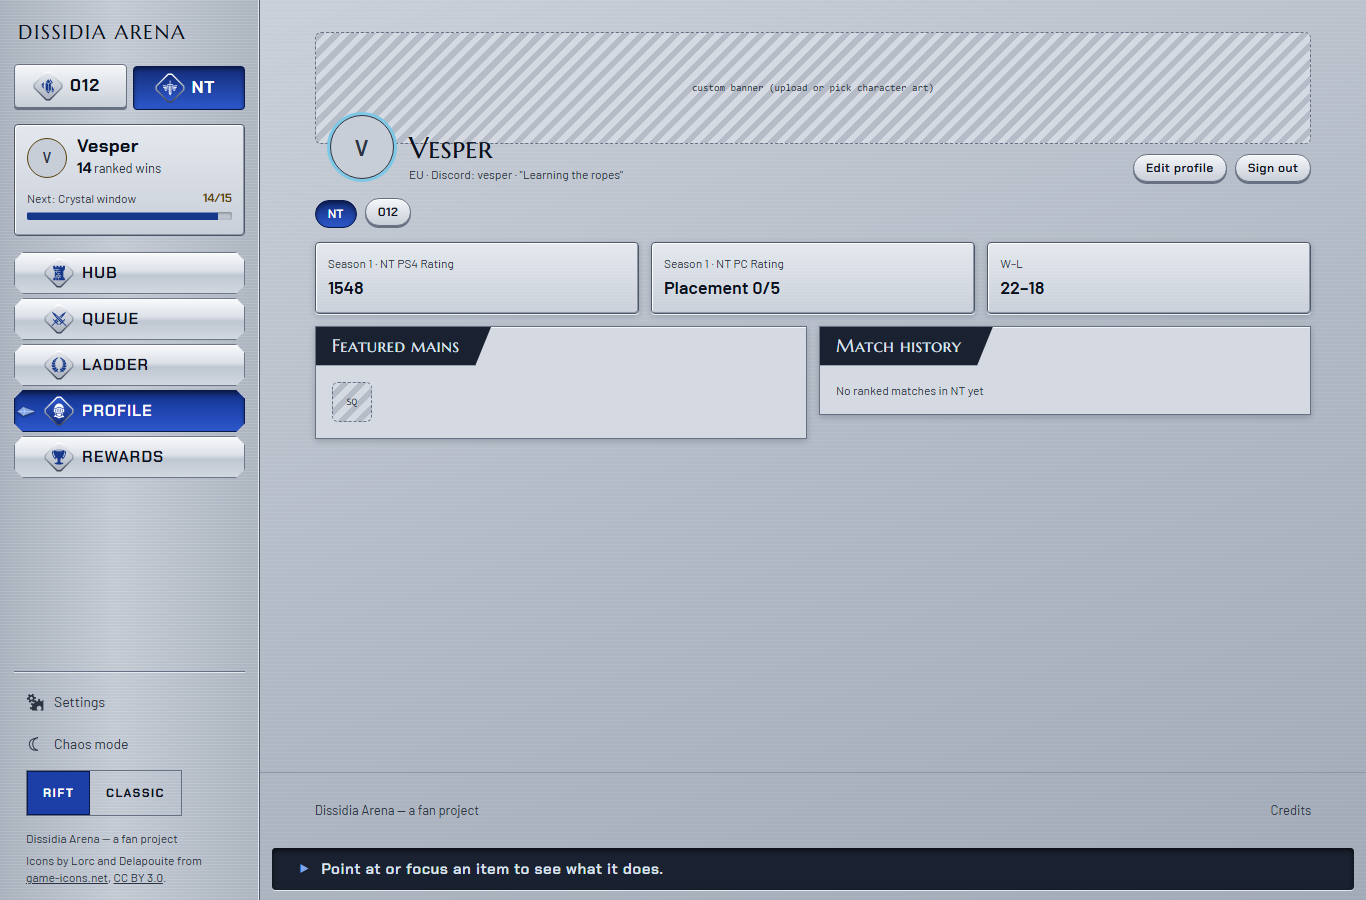 DISSIDIA ARENA
012
NT
V
Vesper
14 ranked wins
Next: Crystal window 14/15
HUB
QUEUE
LADDER
PROFILE
REWARDS
Settings
Chaos mode
RIFT CLASSIC
Dissidia Arena — a fan project
Icons by Lorc and Delapouite from
game-icons.net, CC BY 3.0.
custom banner (upload or pick character art)
V
Vesper
EU · Discord: vesper · "Learning the ropes"
Edit profile
Sign out
NT
012
Season 1 · NT PS4 Rating
1548
Season 1 · NT PC Rating
Placement 0/5
W–L
22–18
Featured mains
SQ
Match history
No ranked matches in NT yet
Dissidia Arena — a fan project
Credits
Point at or focus an item to see what it does.